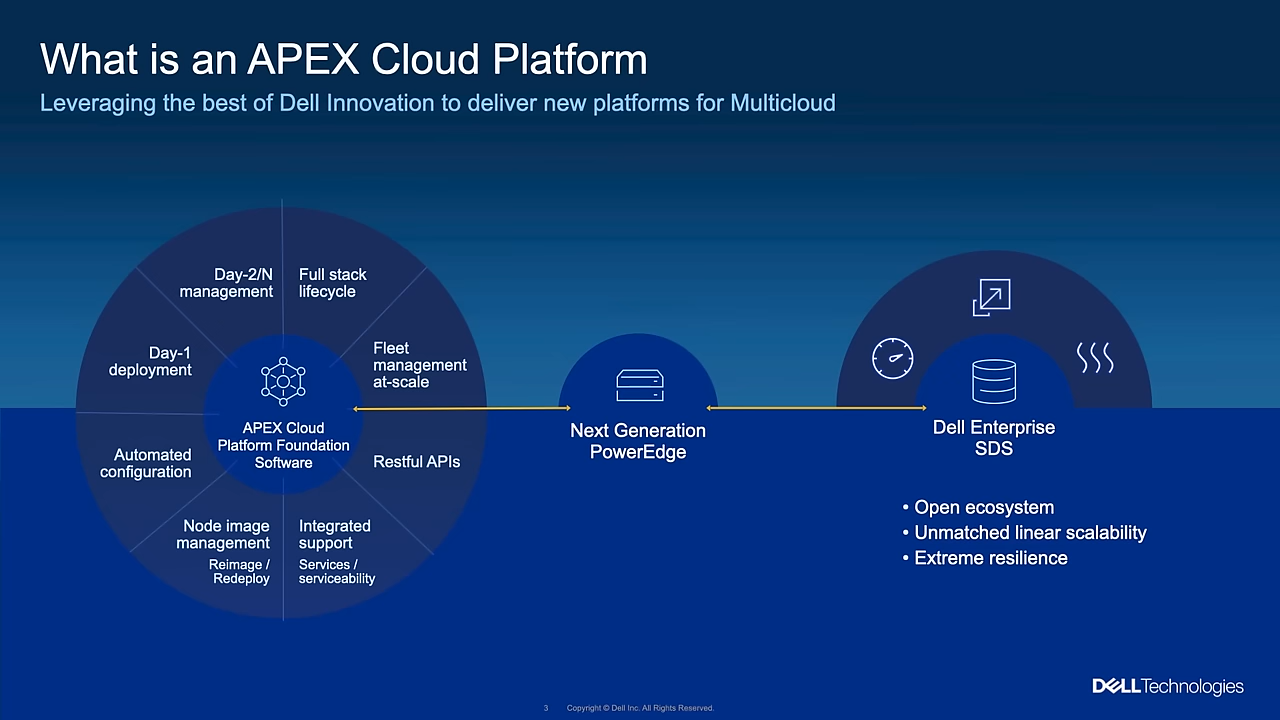 What is an APEX Cloud Platform
Leveraging the best of Dell Innovation to deliver new platforms for Multicloud
Day-2/N
management
Full stack
lifecycle
Day-1
deployment
Fleet
management
at-scale
APEX Cloud
Platform Foundation
Software
Automated
configuration
Restful APIs
Node image
management
Reimage /
Redeploy
Integrated
support
Services /
serviceability
Next Generation
PowerEdge
Dell Enterprise
SDS
• Open ecosystem
• Unmatched linear scalability
• Extreme resilience
DELLTechnologies
3 Copyright © Dell Inc. All Rights Reserved.